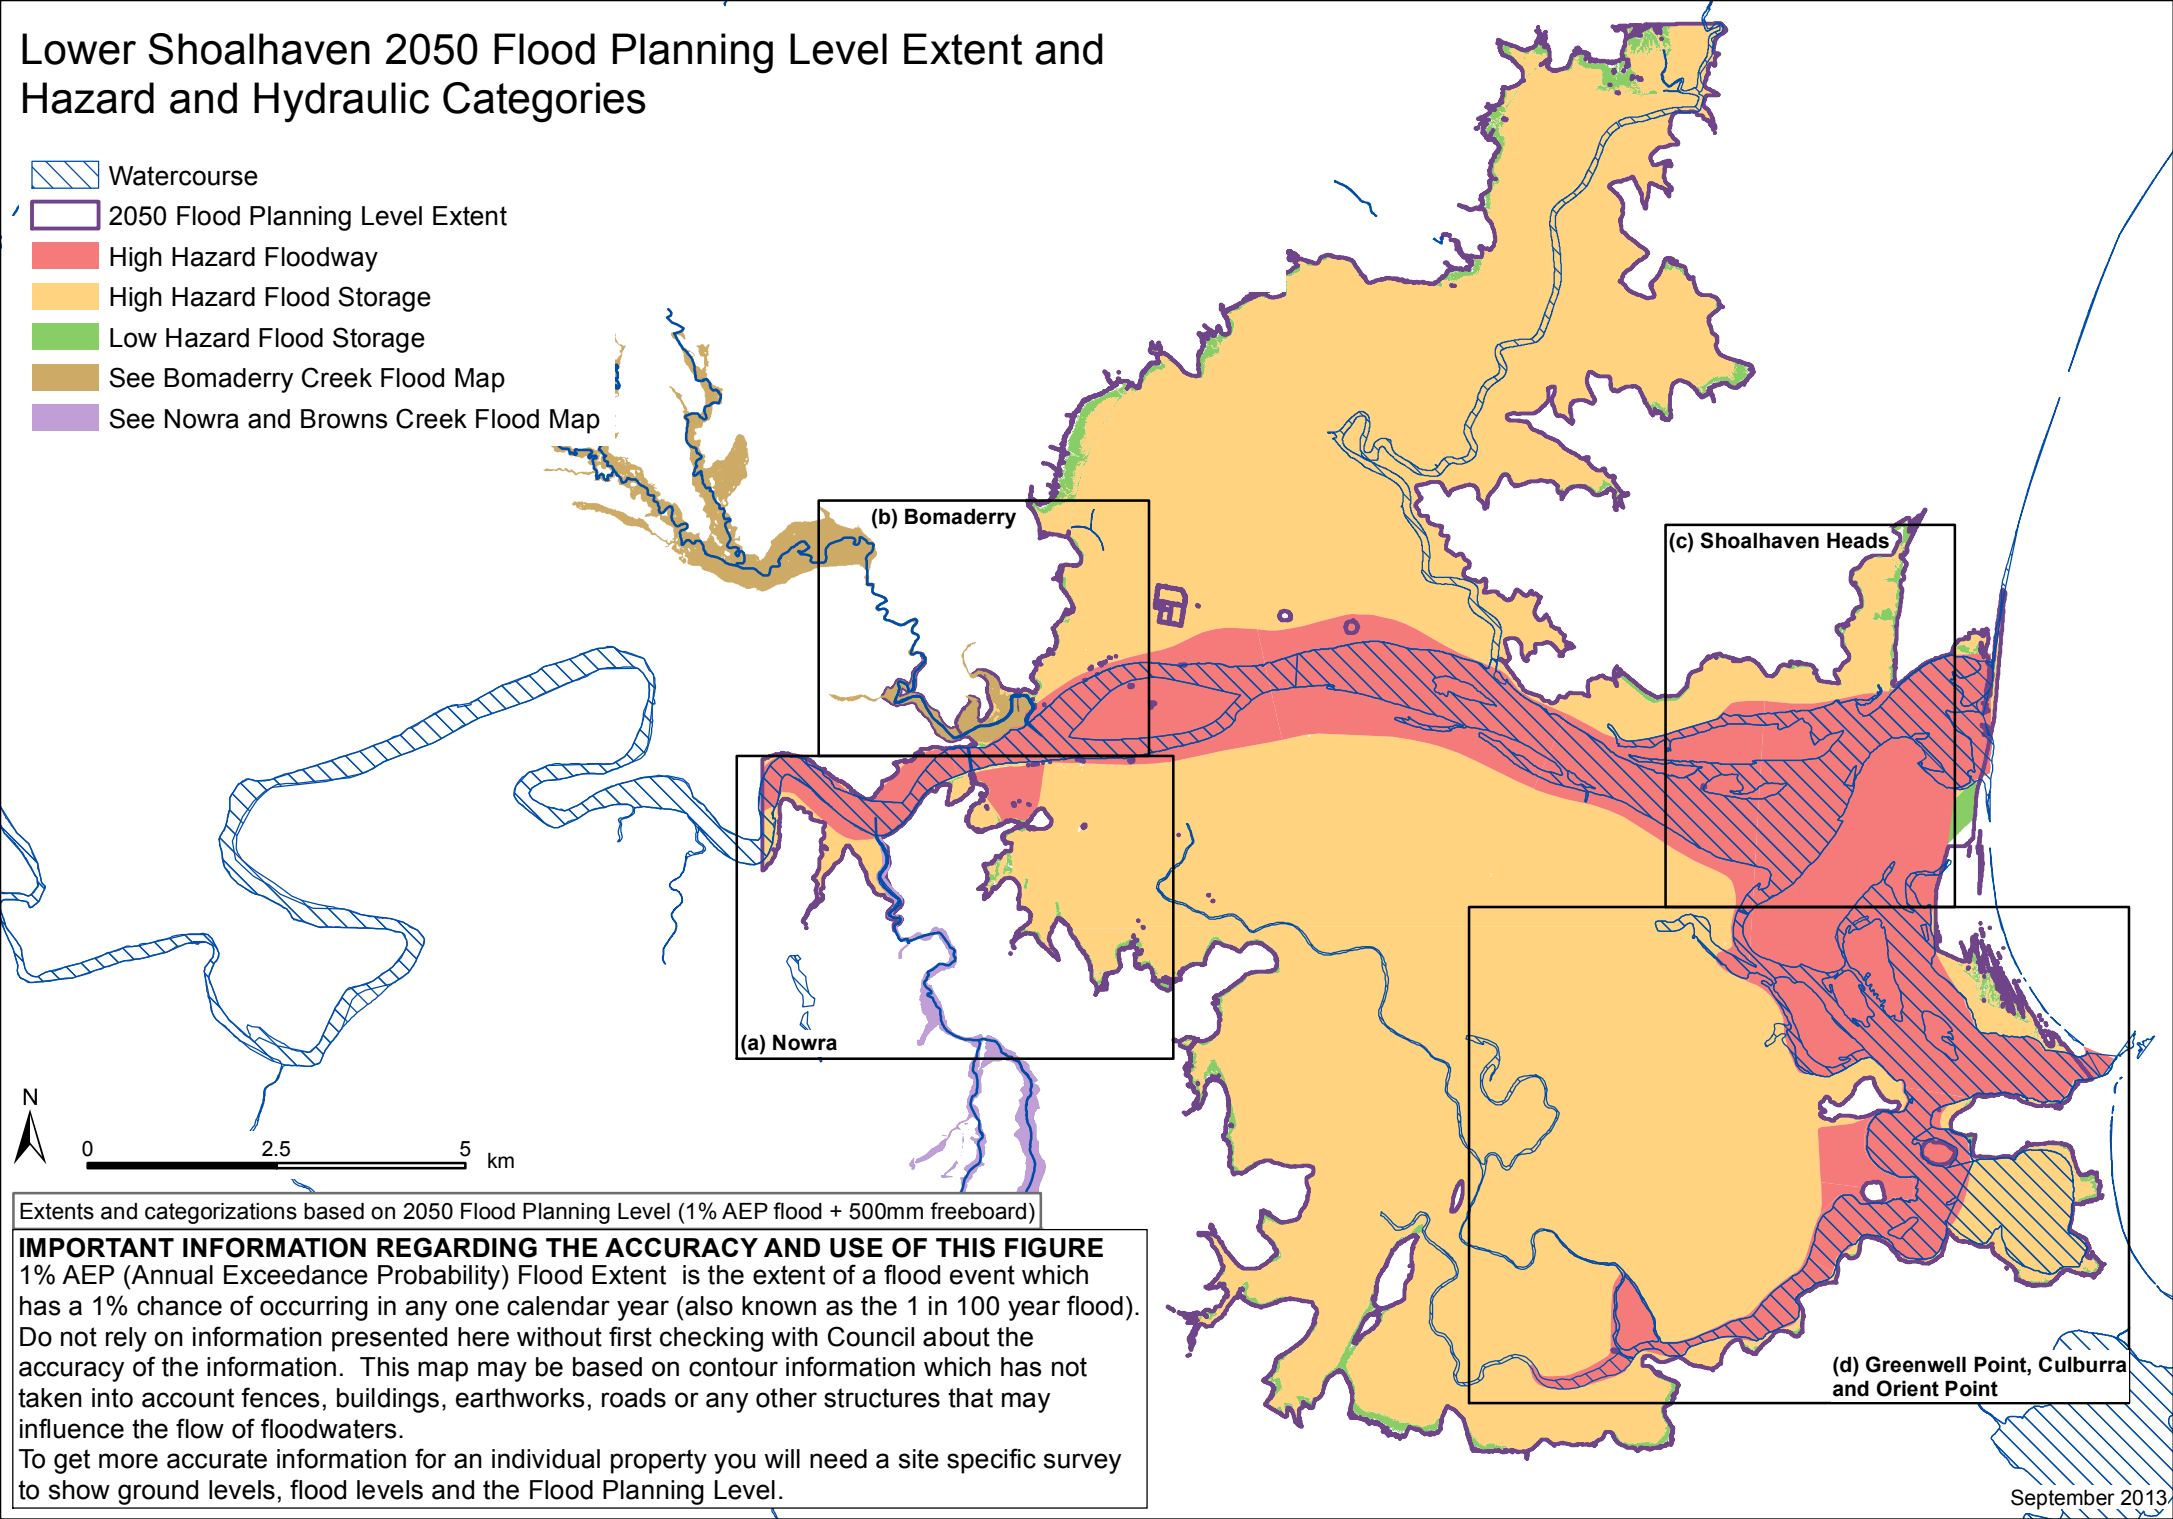 Lower Shoalhaven 2050 Flood Planning Level Extent and
Hazard and Hydraulic Categories
Watercourse
2050 Flood Planning Level Extent
High Hazard Floodway
High Hazard Flood Storage
Low Hazard Flood Storage
See Bomaderry Creek Flood Map
See Nowra and Browns Creek Flood Map
(b) Bomaderry
(c) Shoalhaven Heads
(a) Nowra
(d) Greenwell Point, Culburra
and Orient Point
N
0 2.5 5 km
Extents and categorizations based on 2050 Flood Planning Level (1% AEP flood + 500mm freeboard)
IMPORTANT INFORMATION REGARDING THE ACCURACY AND USE OF THIS FIGURE
1% AEP (Annual Exceedance Probability) Flood Extent is the extent of a flood event which
has a 1% chance of occurring in any one calendar year (also known as the 1 in 100 year flood).
Do not rely on information presented here without first checking with Council about the
accuracy of the information. This map may be based on contour information which has not
taken into account fences, buildings, earthworks, roads or any other structures that may
influence the flow of floodwaters.
To get more accurate information for an individual property you will need a site specific survey
to show ground levels, flood levels and the Flood Planning Level.
September 2013